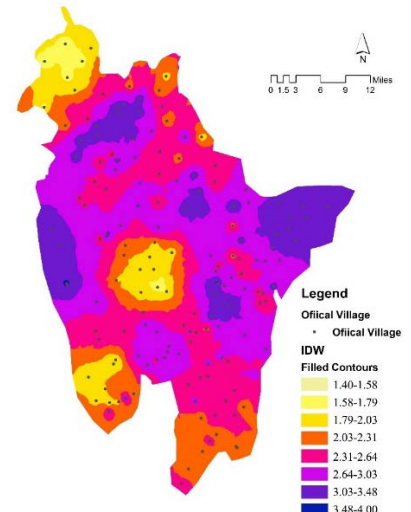 N
Miles
0 1.5 3 6 9 12
Legend
Ofiical Village
Ofiical Village
IDW
Filled Contours
1.40-1.58
1.58-1.79
1.79-2.03
2.03-2.31
2.31-2.64
2.64-3.03
3.03-3.48
3.48-4.00